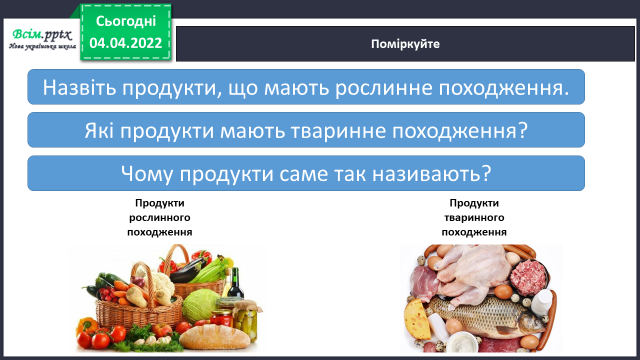 Всім.pptx
Нова українська школа
Сьогодні
04.04.2022
Поміркуйте
Назвіть продукти, що мають рослинне походження.
Які продукти мають тваринне походження?
Чому продукти саме так називають?
Продукти
рослинного
походження
Продукти
тваринного
походження